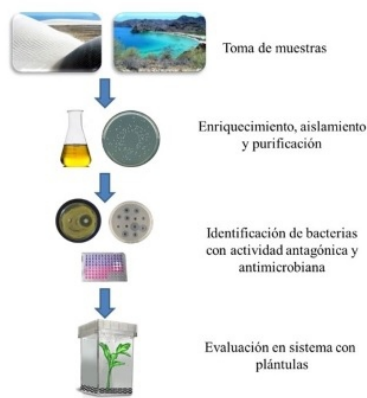 Toma de muestras
Enriquecimiento, aislamiento
y purificación
Identificación de bacterias
con actividad antagónica y
antimicrobiana
Evaluación en sistema con
plántulas